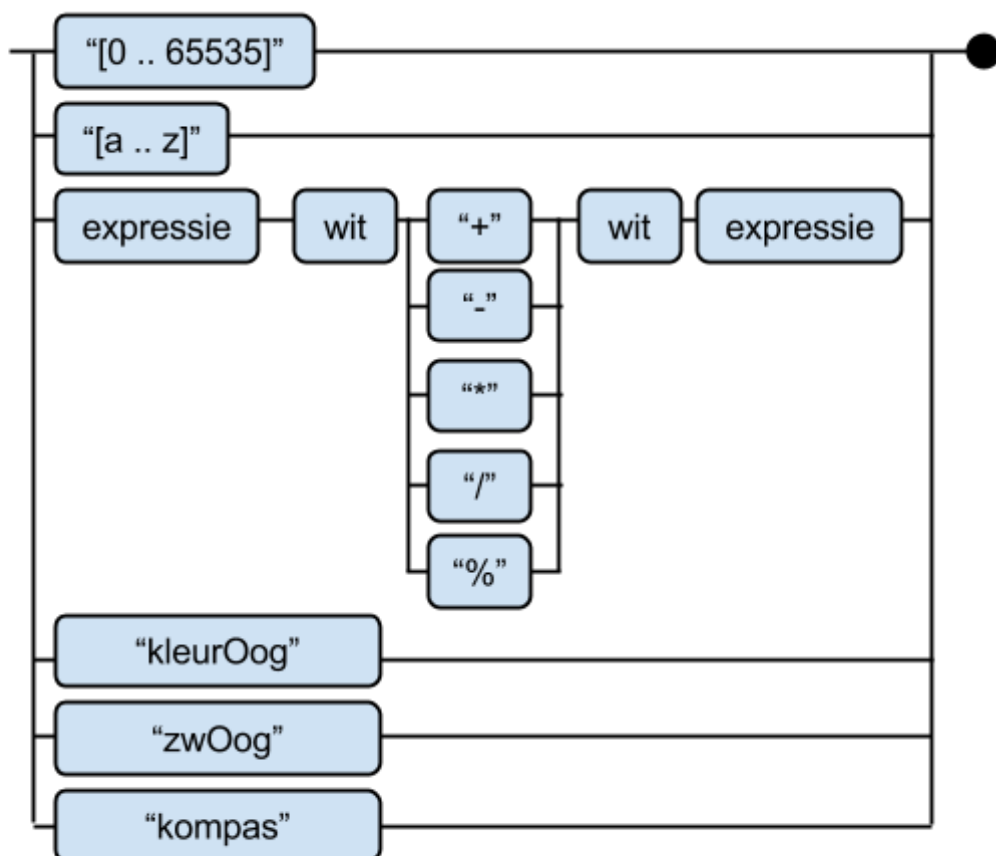 “[0 .. 65535]”
“[a .. z]”
expressie wit “+” wit expressie
“-”
“*”
“/”
“%”
“kleurOog”
“zwOog”
“kompas”